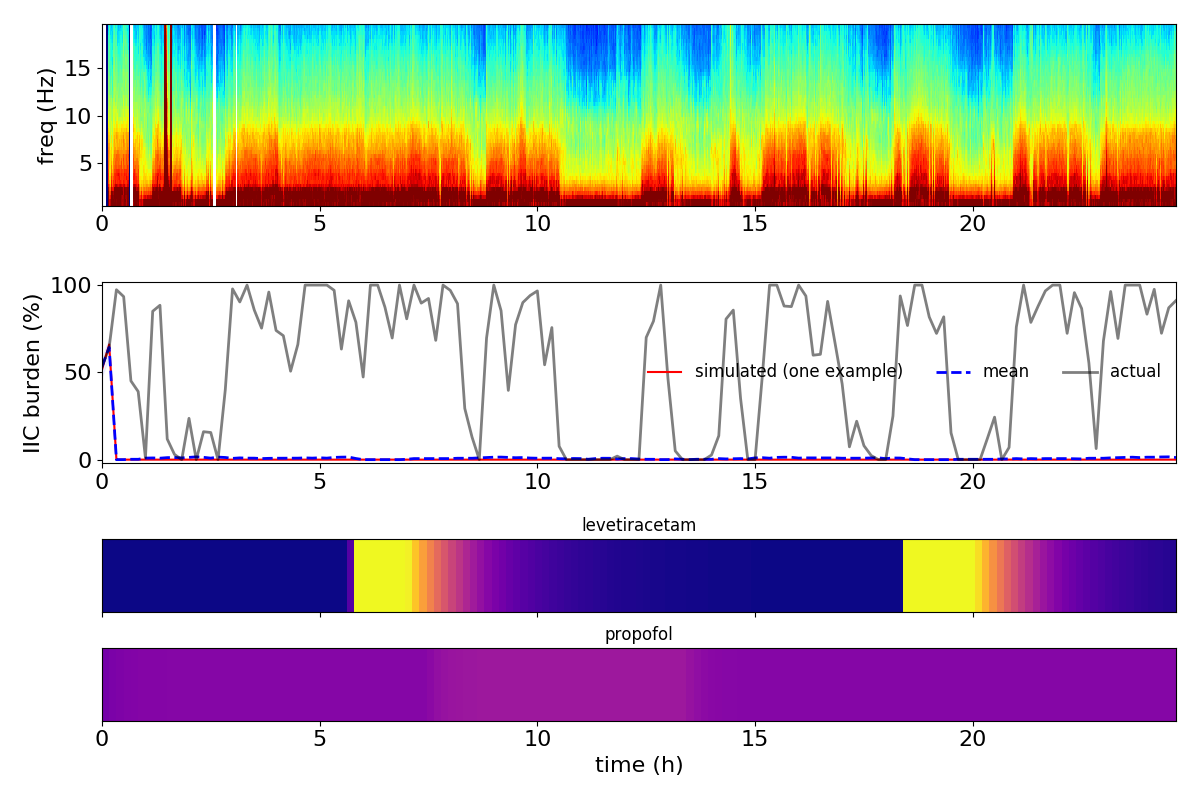 freq (Hz)
15
10
5
0 5 10 15 20
IIC burden (%)
100
50
0
simulated (one example) mean actual
0 5 10 15 20
levetiracetam
propofol
0 5 10 15 20
time (h)